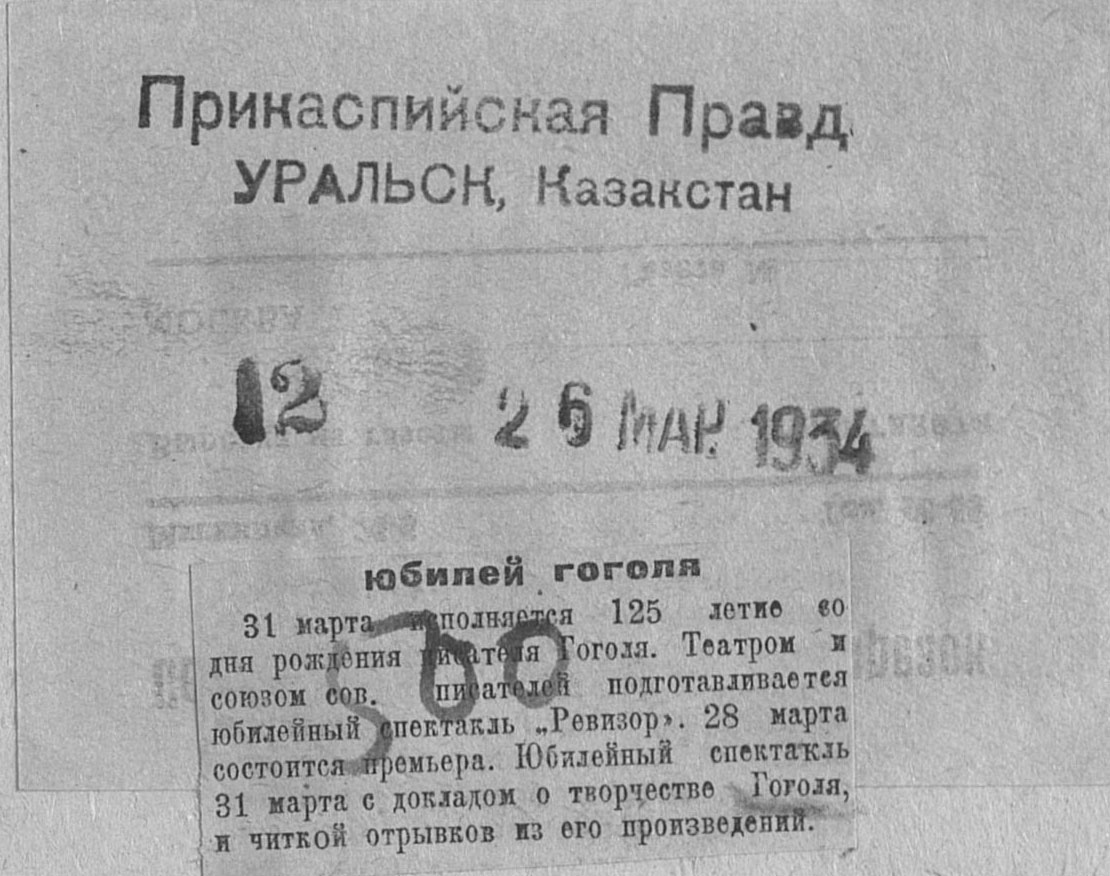 Прикаспийская Правд
УРАЛЬСК, Казакстан
МОСКВА
12 26 МАР. 1934
юбилей гоголя
31 марта исполняется 125 летие со
дня рождения писателя Гоголя. Театром и
союзом сов. писателей подготавливается
юбилейный спектакль „Ревизор». 28 марта
состоится премьера. Юбилейный спектакль
31 марта с докладом о творчестве Гоголя,
и читкой отрывков из его произведений.
500